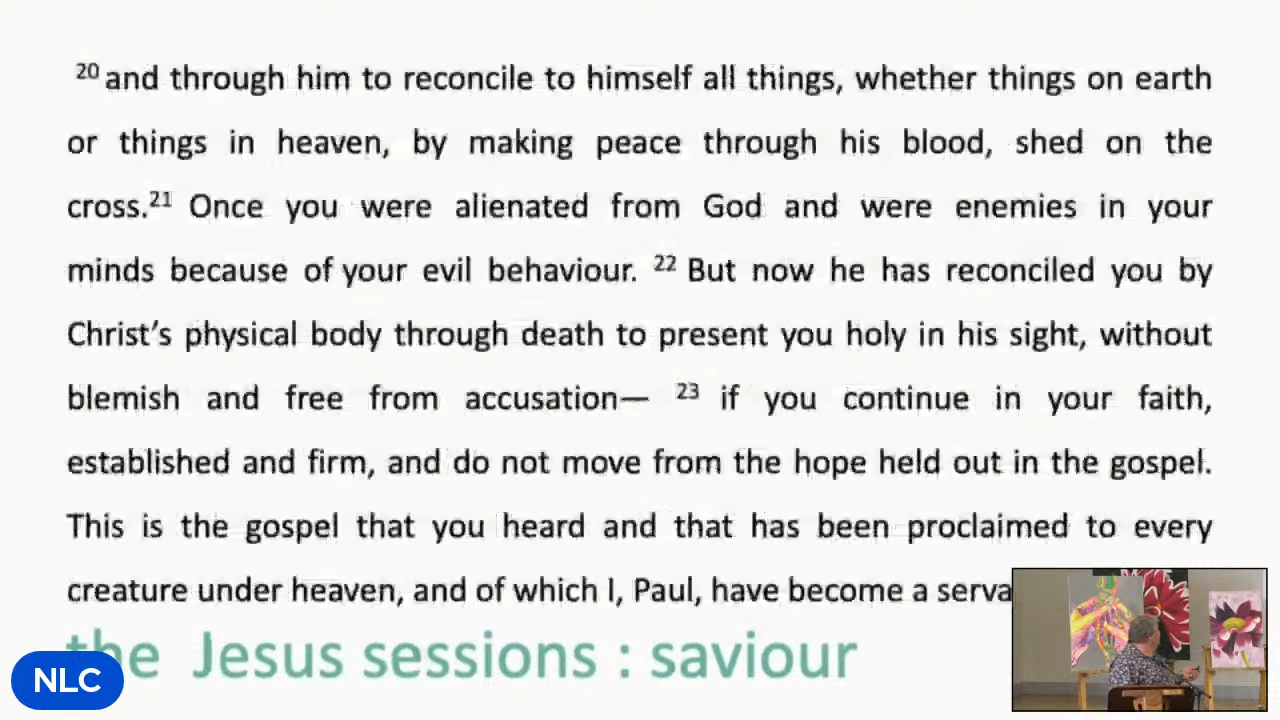 20 and through him to reconcile to himself all things, whether things on earth
or things in heaven, by making peace through his blood, shed on the
cross.21 Once you were alienated from God and were enemies in your
minds because of your evil behaviour. 22 But now he has reconciled you by
Christ’s physical body through death to present you holy in his sight, without
blemish and free from accusation— 23 if you continue in your faith,
established and firm, and do not move from the hope held out in the gospel.
This is the gospel that you heard and that has been proclaimed to every
creature under heaven, and of which I, Paul, have become a serva
the Jesus sessions : saviour
NLC